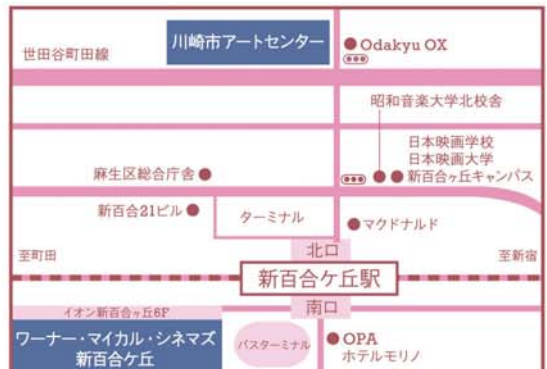 川崎市アートセンター
Odakyu OX
世田谷町田線
昭和音楽大学北校舎
日本映画学校
日本映画大学
新百合ヶ丘キャンパス
麻生区総合庁舎
新百合21ビル
ターミナル
マクドナルド
北口
至町田
至新宿
新百合ケ丘駅
南口
イオン新百合ヶ丘6F
ワーナー・マイカル・シネマズ
新百合ケ丘
バスターミナル
OPA
ホテルモリノ